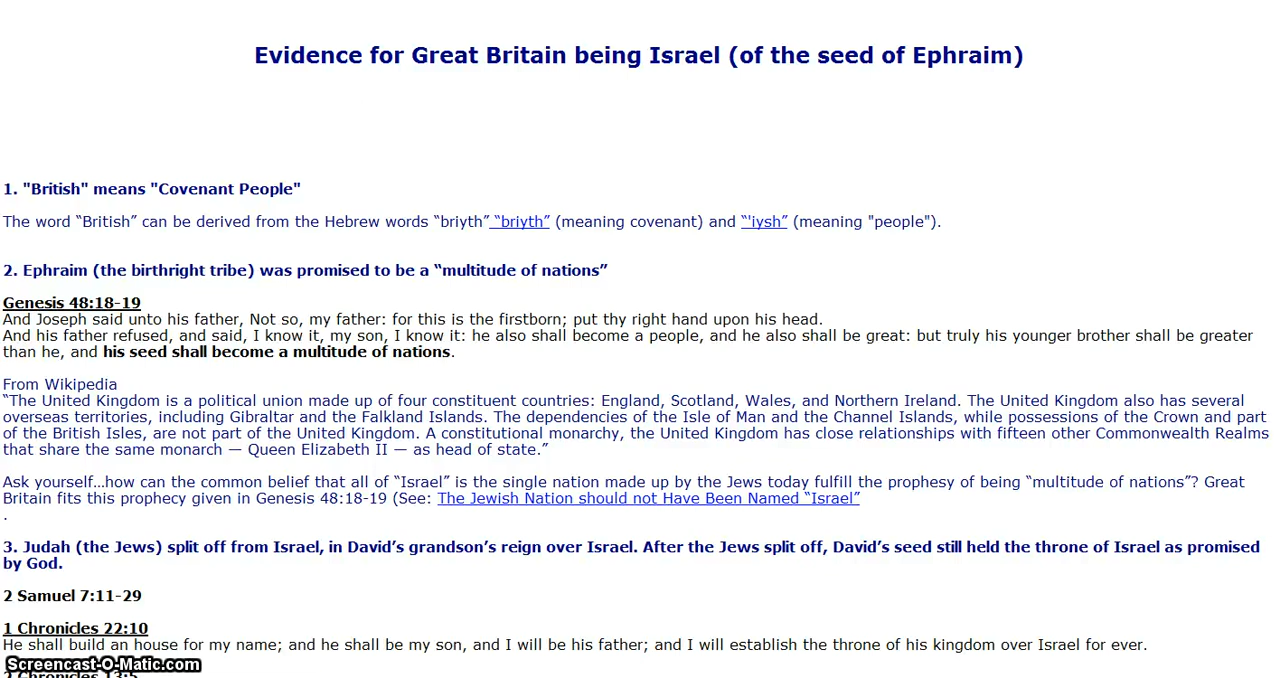 Evidence for Great Britain being Israel (of the seed of Ephraim)
1. "British" means "Covenant People"
The word “British” can be derived from the Hebrew words “briyth” “briyth” (meaning covenant) and “'iysh” (meaning "people").
2. Ephraim (the birthright tribe) was promised to be a “multitude of nations”
Genesis 48:18-19
And Joseph said unto his father, Not so, my father: for this is the firstborn; put thy right hand upon his head.
And his father refused, and said, I know it, my son, I know it: he also shall become a people, and he also shall be great: but truly his younger brother shall be greater
than he, and his seed shall become a multitude of nations.
From Wikipedia
“The United Kingdom is a political union made up of four constituent countries: England, Scotland, Wales, and Northern Ireland. The United Kingdom also has several
overseas territories, including Gibraltar and the Falkland Islands. The dependencies of the Isle of Man and the Channel Islands, while possessions of the Crown and part
of the British Isles, are not part of the United Kingdom. A constitutional monarchy, the United Kingdom has close relationships with fifteen other Commonwealth Realms
that share the same monarch — Queen Elizabeth II — as head of state.”
Ask yourself...how can the common belief that all of “Israel” is the single nation made up by the Jews today fulfill the prophesy of being “multitude of nations”? Great
Britain fits this prophecy given in Genesis 48:18-19 (See: The Jewish Nation should not Have Been Named “Israel”
.
3. Judah (the Jews) split off from Israel, in David’s grandson’s reign over Israel. After the Jews split off, David’s seed still held the throne of Israel as promised
by God.
2 Samuel 7:11-29
1 Chronicles 22:10
He shall build an house for my name; and he shall be my son, and I will be his father; and I will establish the throne of his kingdom over Israel for ever.
Screencast-O-Matic.com
2 Chronicles 13:5